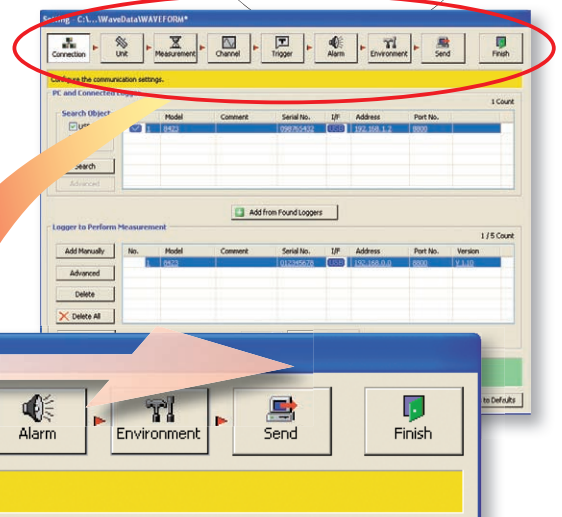 Setting - C:\...\WaveData\WAVEFORM*
Connection Unit Measurement Channel Trigger Alarm Environment Send Finish
Configure the communication settings.
PC and Connected
1 Count
Search Object
Model Comment Serial No. I/F Address Port No.
1 8423 098765432 USB 192.168.1.2 8800
Search
Advanced
Add from Found Loggers
Logger to Perform Measurement
1 / 5 Count
Add Manually
No. Model Comment Serial No. I/F Address Port No. Version
1 8423 012345678 USB 192.168.0.0 8800 V 1.10
Advanced
Delete
Delete All
to Defaults
Alarm Environment Send Finish